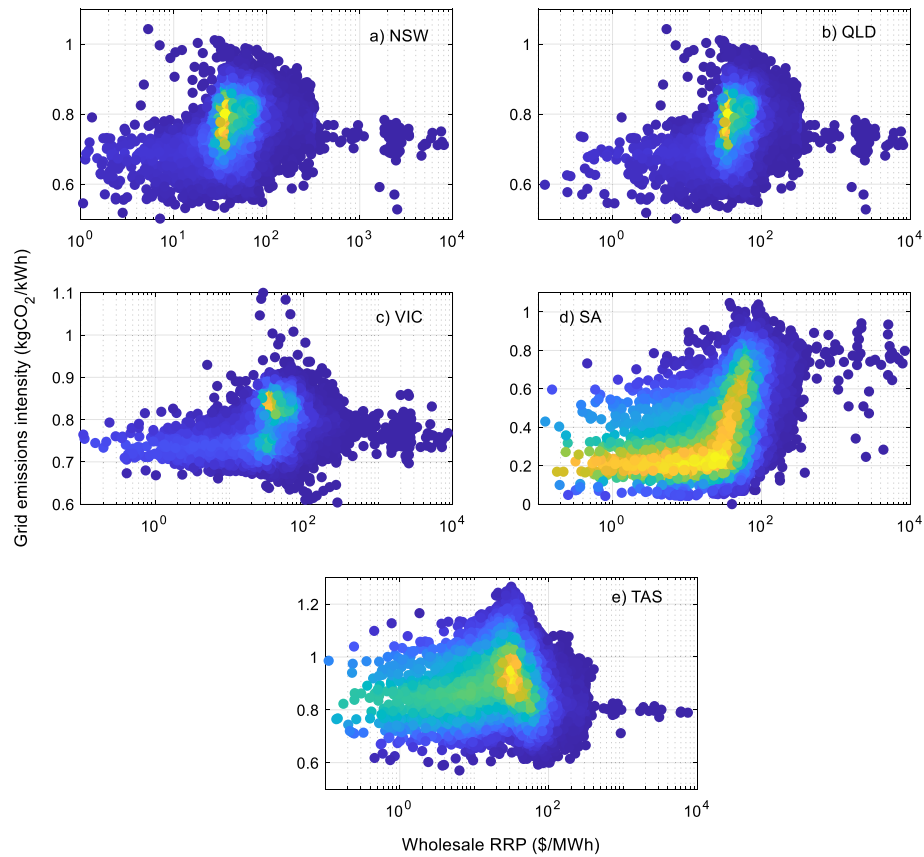 a) NSW
1
0.8
0.6
10^0 10^1 10^2 10^3 10^4
b) QLD
1
0.8
0.6
10^0 10^2 10^4
Grid emissions intensity (kgCO_2/kWh)
c) VIC
1.1
1
0.9
0.8
0.7
0.6
10^0 10^2 10^4
d) SA
1
0.8
0.6
0.4
0.2
0
10^0 10^2 10^4
e) TAS
1.2
1
0.8
0.6
10^0 10^2 10^4
Wholesale RRP ($/MWh)